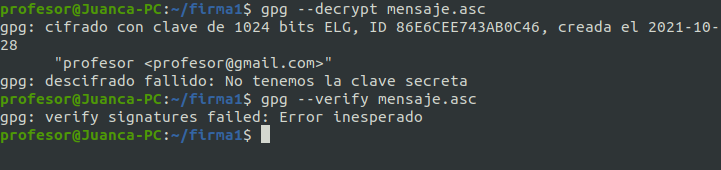 profesor@Juanca-PC:~/firma1$ gpg --decrypt mensaje.asc
gpg: cifrado con clave de 1024 bits ELG, ID 86E6CEE743AB0C46, creada el 2021-10-
28
      "profesor <profesor@gmail.com>"
gpg: descifrado fallido: No tenemos la clave secreta
profesor@Juanca-PC:~/firma1$ gpg --verify mensaje.asc
gpg: verify signatures failed: Error inesperado
profesor@Juanca-PC:~/firma1$